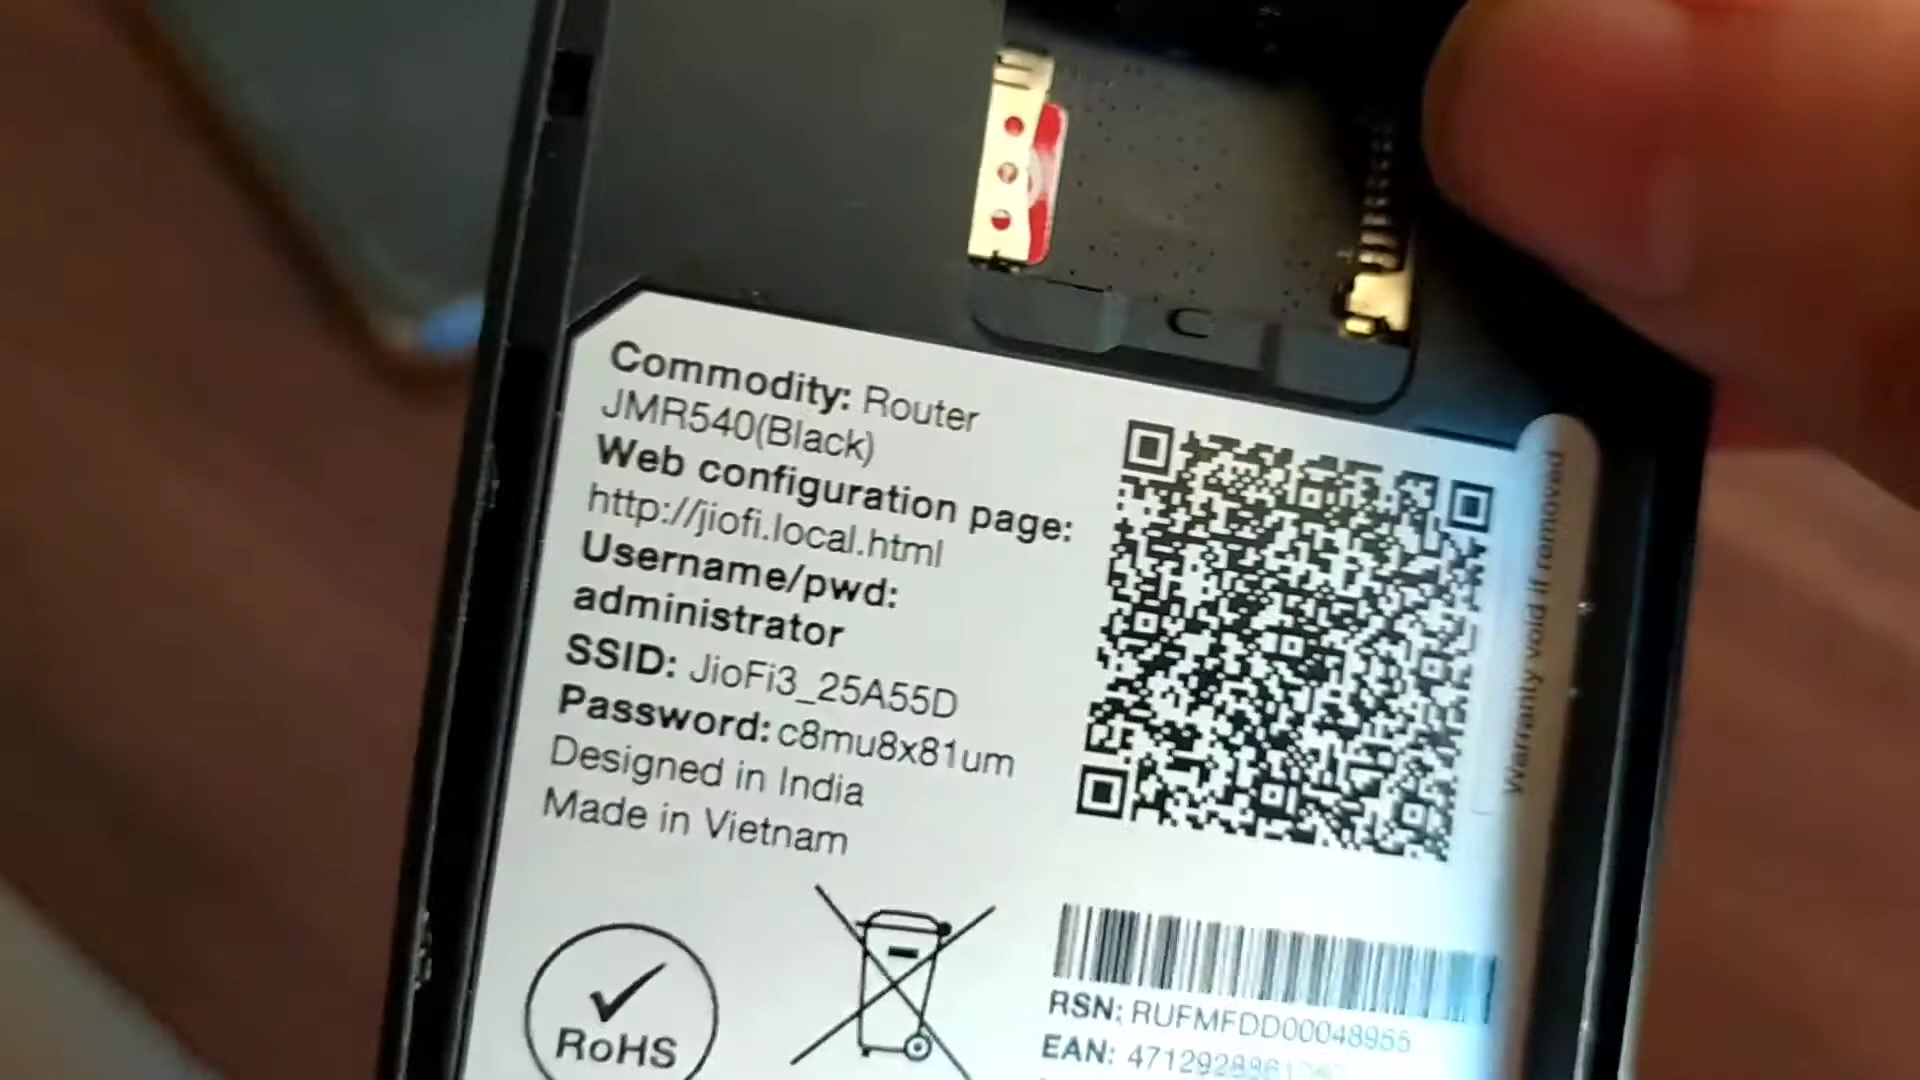 Commodity: Router
JMR540(Black)
Web configuration page:
http://jiofi.local.html
Username/pwd:
administrator
SSID: JioFi3_25A55D
Password: c8mu8x81um
Designed in India
Made in Vietnam
Warranty void if removed
RoHS
RSN: RUFMFDD00048955
EAN: